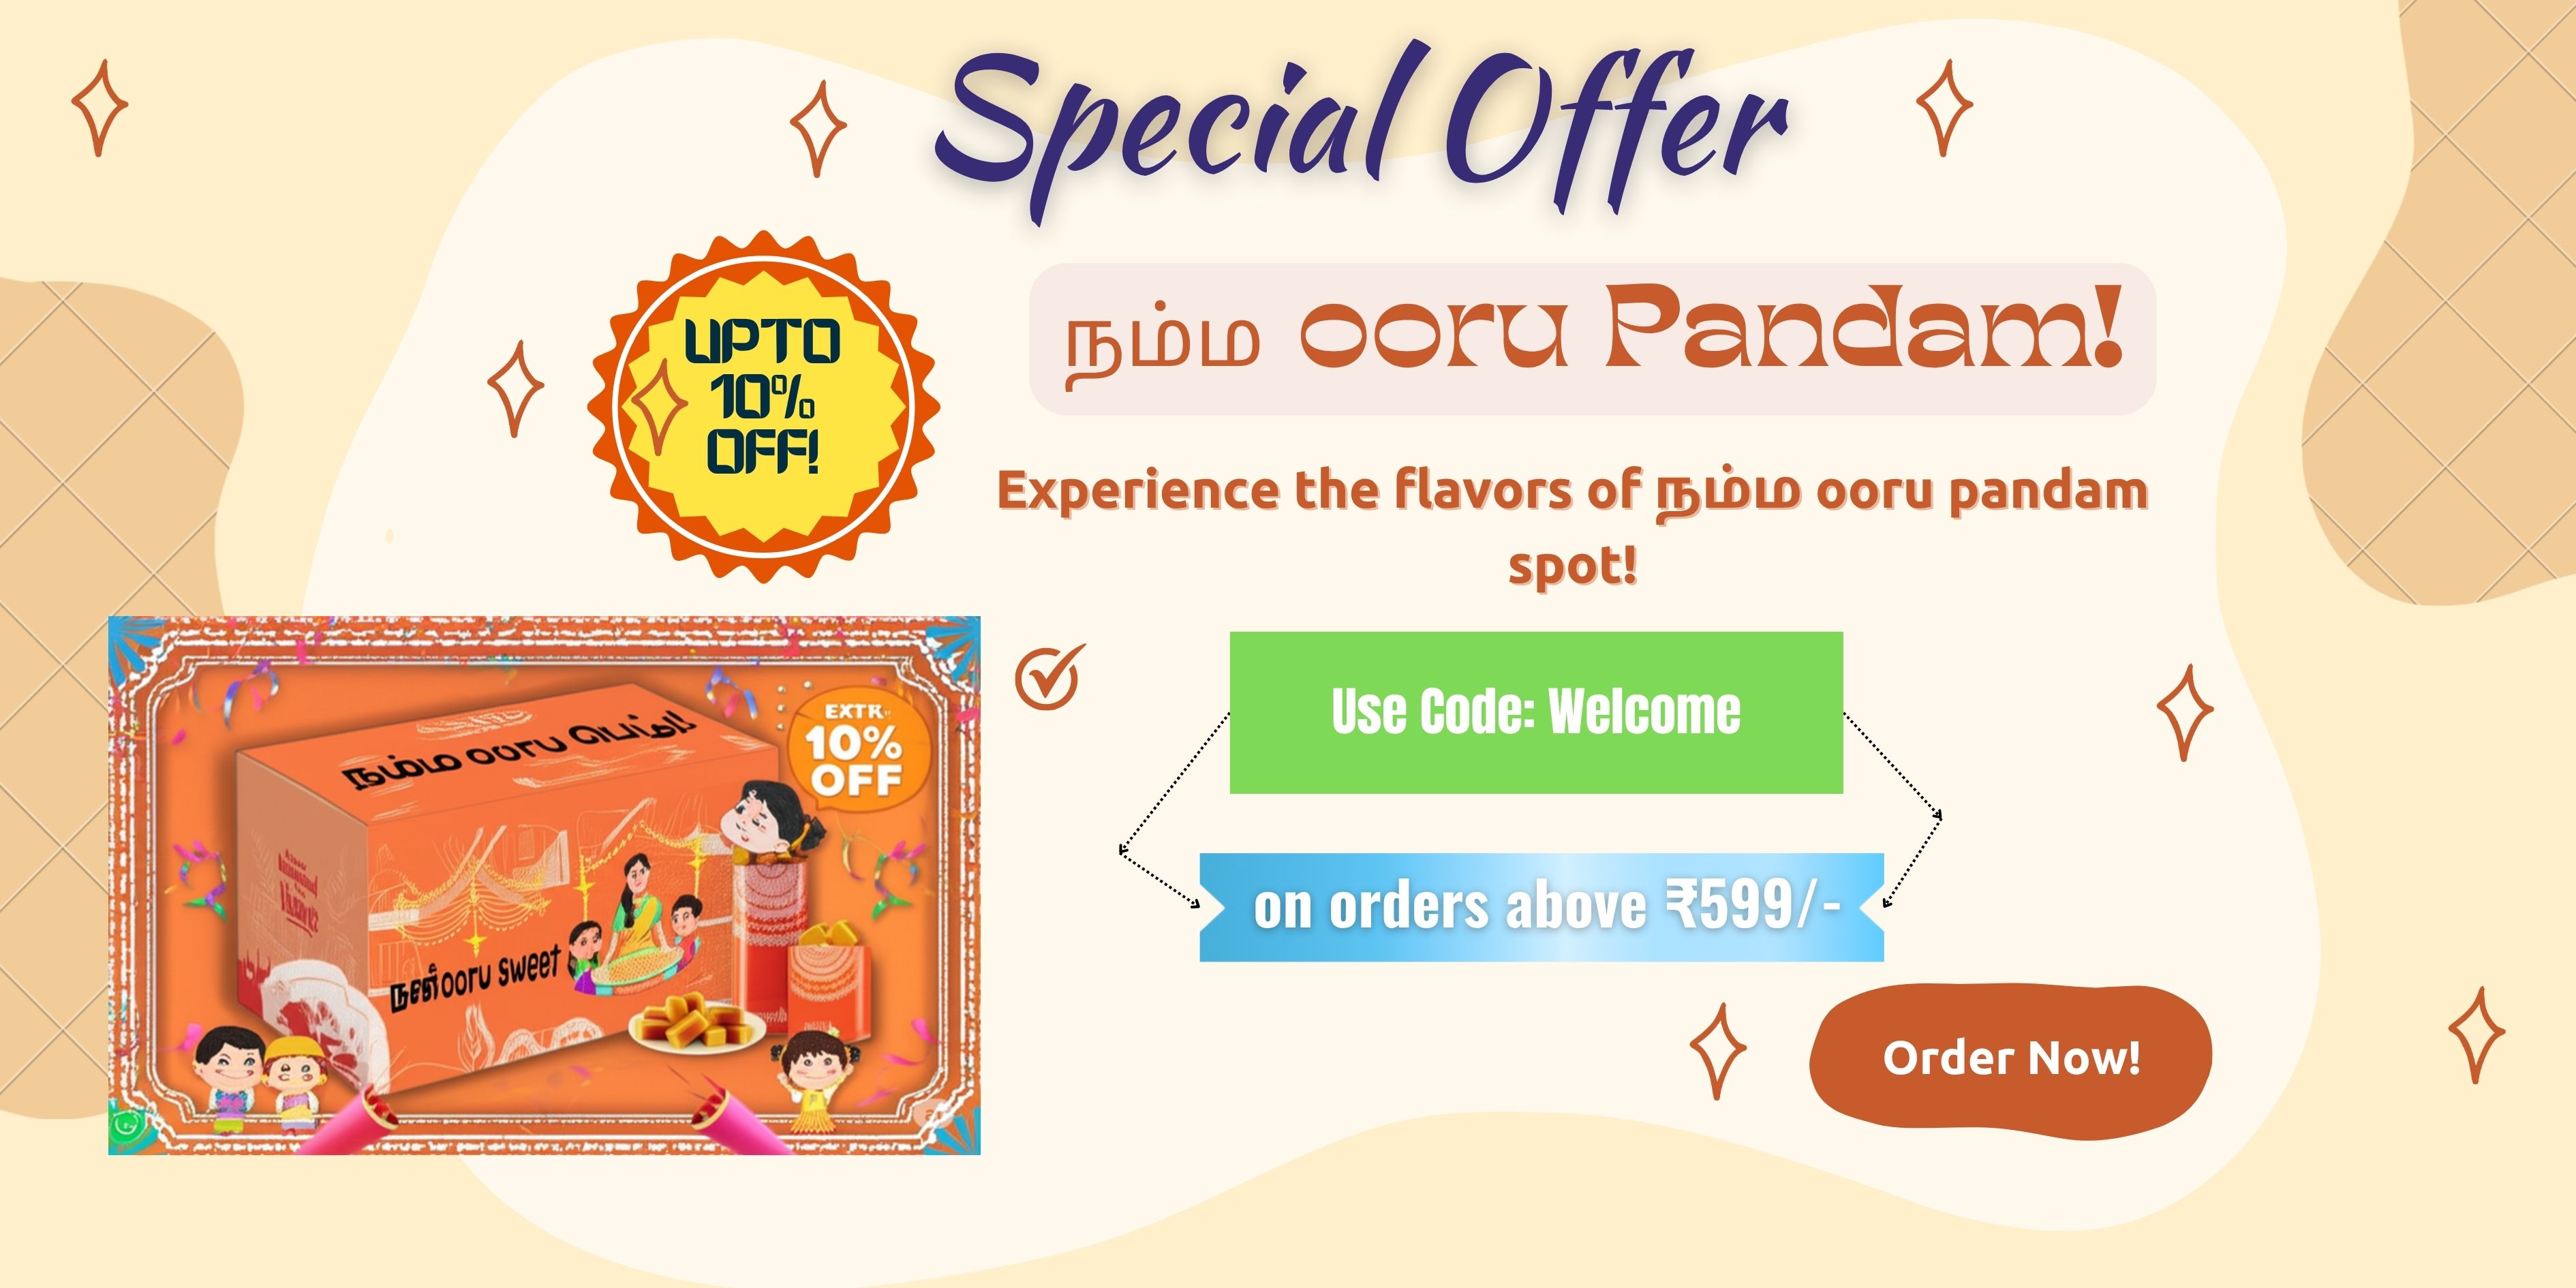 Special Offer
UPTO
10%
OFF!
நம்ம ooru Pandam!
Experience the flavors of நம்ம ooru pandam
spot!
Use Code: Welcome
on orders above ₹599/-
Order Now!
EXTR
10%
OFF
நம்ம ooru
ooru sweet